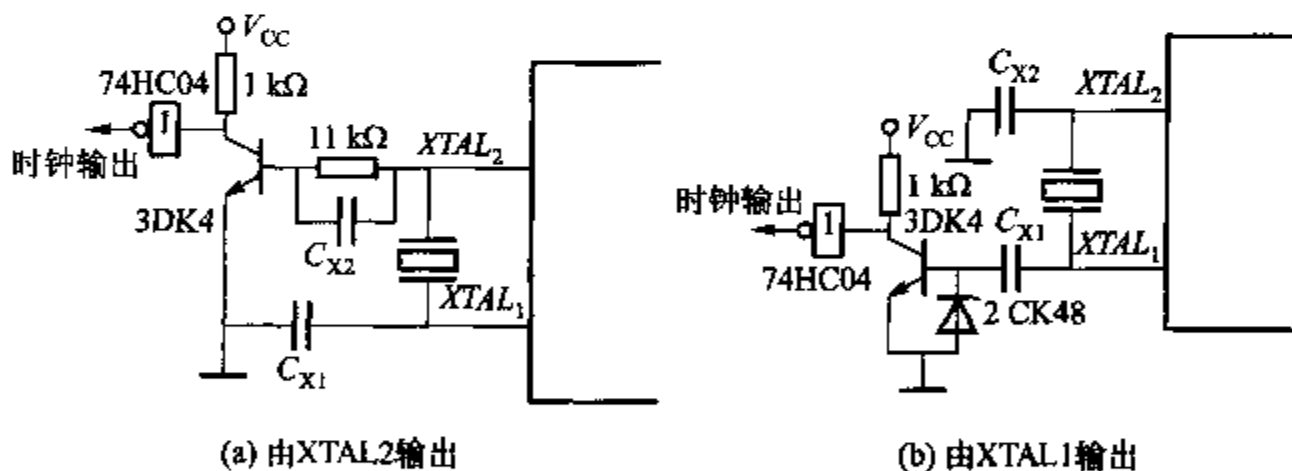 V_CC
74HC04
1 kΩ
1
时钟输出
3DK4
11 kΩ
XTAL_2
C_X2
XTAL_1
C_X1
(a) 由XTAL2输出
C_X2
XTAL_2
V_CC
1 kΩ
时钟输出
3DK4
1
74HC04
C_X1
XTAL_1
2 CK48
(b) 由XTAL1输出